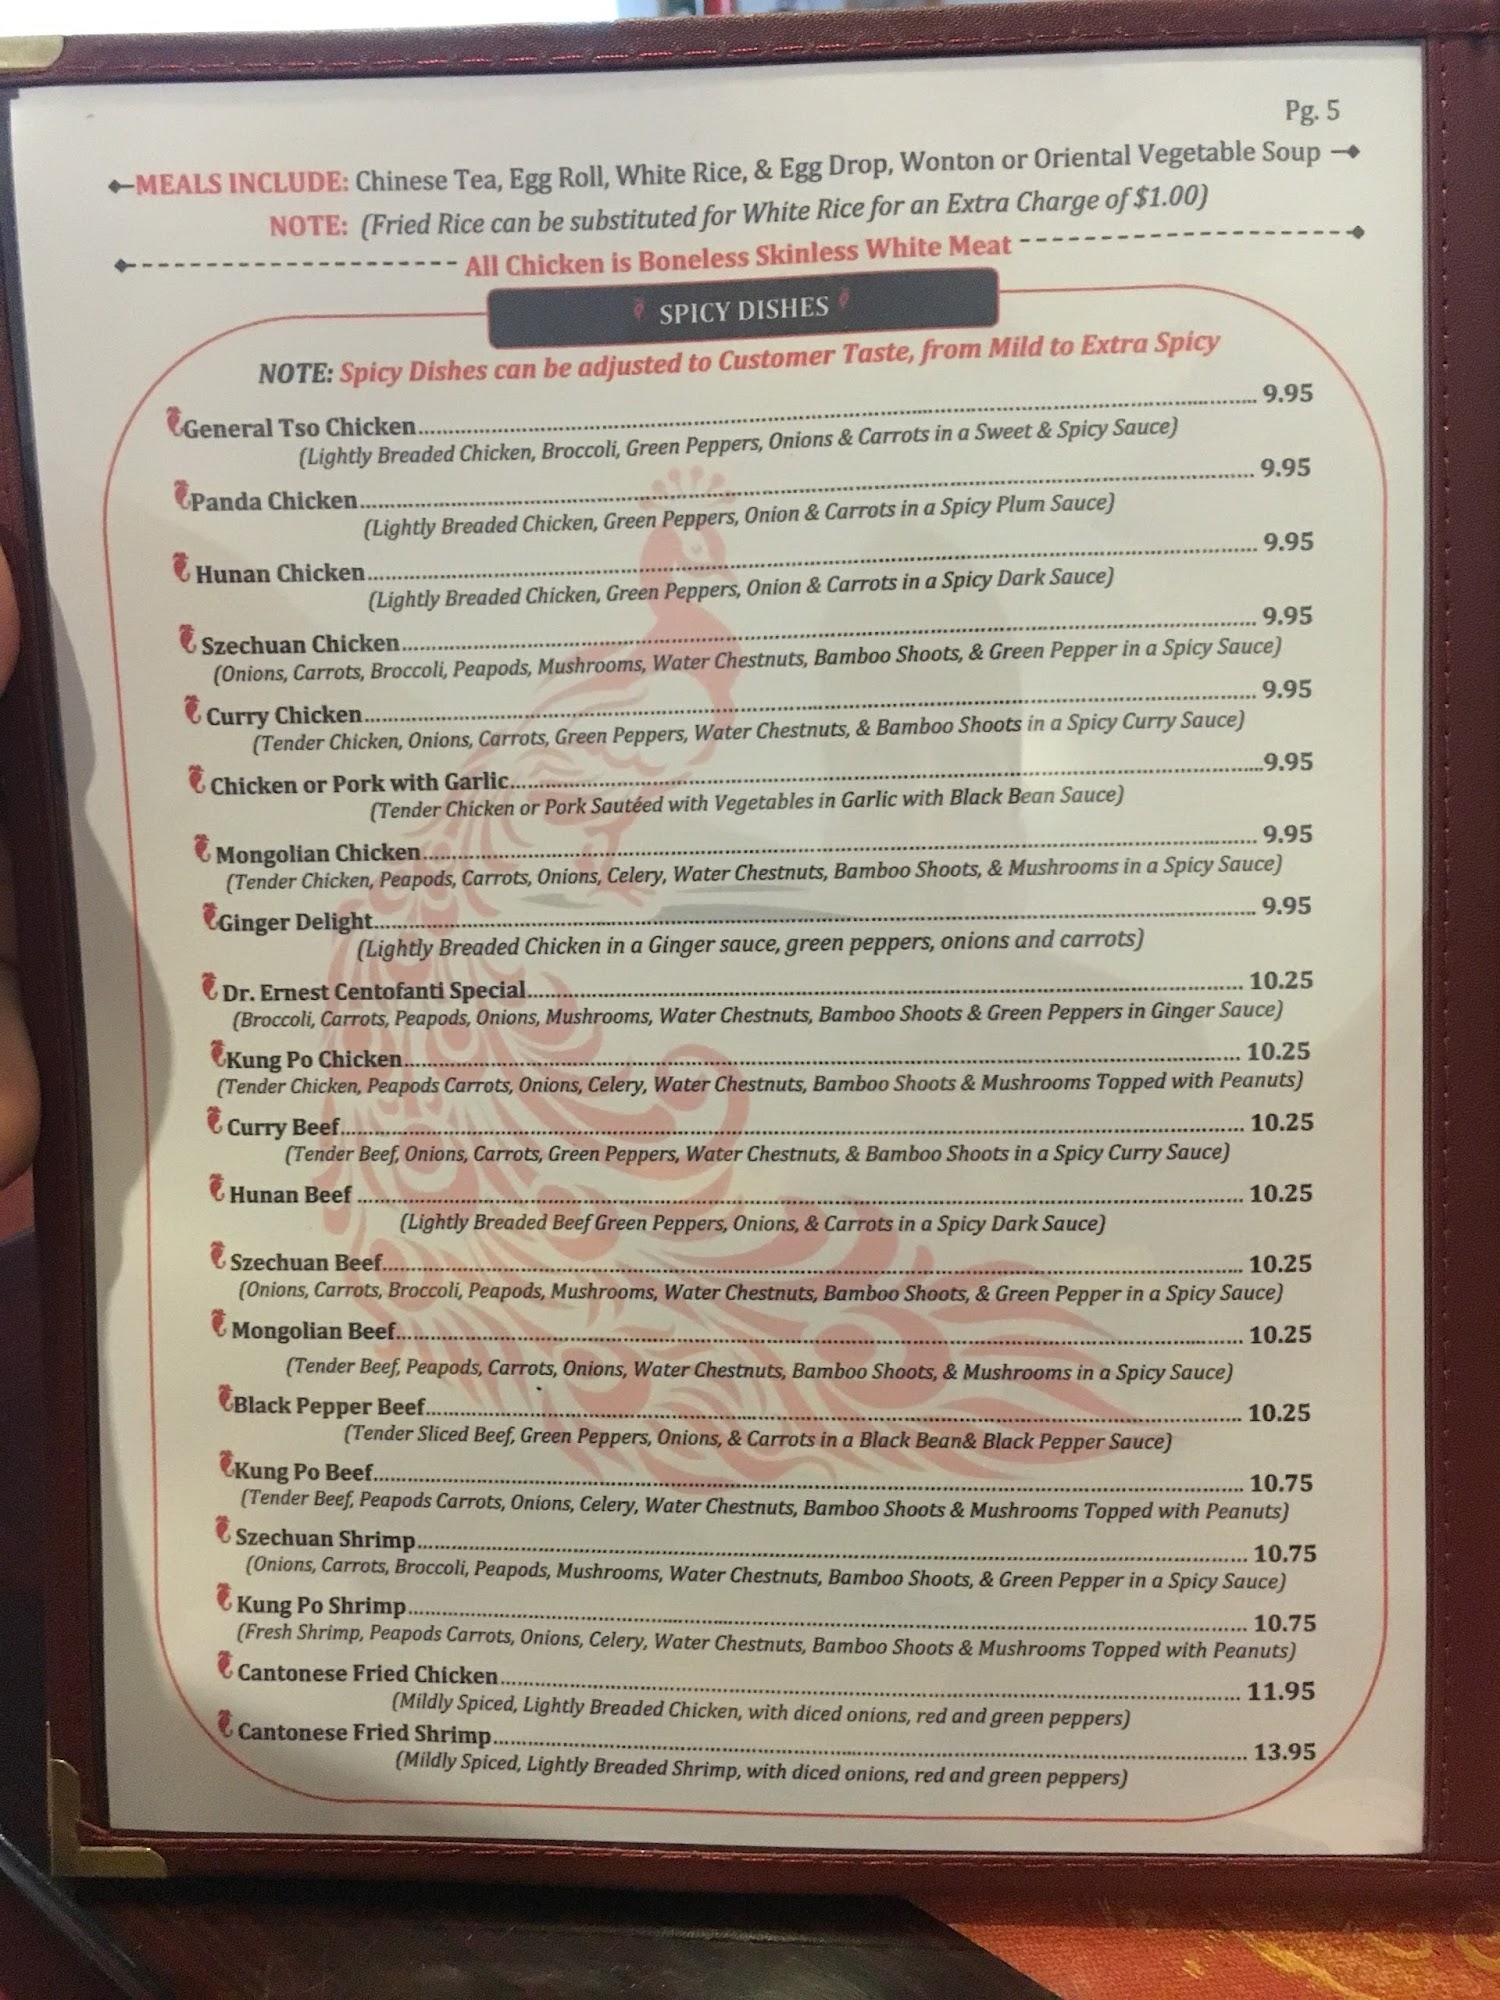 Pg. 5
MEALS INCLUDE: Chinese Tea, Egg Roll, White Rice, & Egg Drop, Wonton or Oriental Vegetable Soup
NOTE: (Fried Rice can be substituted for White Rice for an Extra Charge of $1.00)
All Chicken is Boneless Skinless White Meat
SPICY DISHES
NOTE: Spicy Dishes can be adjusted to Customer Taste, from Mild to Extra Spicy
General Tso Chicken 9.95
(Lightly Breaded Chicken, Broccoli, Green Peppers, Onions & Carrots in a Sweet & Spicy Sauce)
Panda Chicken 9.95
(Lightly Breaded Chicken, Green Peppers, Onion & Carrots in a Spicy Plum Sauce)
Hunan Chicken 9.95
(Lightly Breaded Chicken, Green Peppers, Onion & Carrots in a Spicy Dark Sauce)
Szechuan Chicken 9.95
(Onions, Carrots, Broccoli, Peapods, Mushrooms, Water Chestnuts, Bamboo Shoots, & Green Pepper in a Spicy Sauce)
Curry Chicken 9.95
(Tender Chicken, Onions, Carrots, Green Peppers, Water Chestnuts, & Bamboo Shoots in a Spicy Curry Sauce)
Chicken or Pork with Garlic 9.95
(Tender Chicken or Pork Sautéed with Vegetables in Garlic with Black Bean Sauce)
Mongolian Chicken 9.95
(Tender Chicken, Peapods, Carrots, Onions, Celery, Water Chestnuts, Bamboo Shoots, & Mushrooms in a Spicy Sauce)
Ginger Delight 9.95
(Lightly Breaded Chicken in a Ginger sauce, green peppers, onions and carrots)
Dr. Ernest Centofanti Special 10.25
(Broccoli, Carrots, Peapods, Onions, Mushrooms, Water Chestnuts, Bamboo Shoots & Green Peppers in Ginger Sauce)
Kung Po Chicken 10.25
(Tender Chicken, Peapods Carrots, Onions, Celery, Water Chestnuts, Bamboo Shoots & Mushrooms Topped with Peanuts)
Curry Beef 10.25
(Tender Beef, Onions, Carrots, Green Peppers, Water Chestnuts, & Bamboo Shoots in a Spicy Curry Sauce)
Hunan Beef 10.25
(Lightly Breaded Beef Green Peppers, Onions, & Carrots in a Spicy Dark Sauce)
Szechuan Beef 10.25
(Onions, Carrots, Broccoli, Peapods, Mushrooms, Water Chestnuts, Bamboo Shoots, & Green Pepper in a Spicy Sauce)
Mongolian Beef 10.25
(Tender Beef, Peapods, Carrots, Onions, Water Chestnuts, Bamboo Shoots, & Mushrooms in a Spicy Sauce)
Black Pepper Beef 10.25
(Tender Sliced Beef, Green Peppers, Onions, & Carrots in a Black Bean& Black Pepper Sauce)
Kung Po Beef 10.75
(Tender Beef, Peapods Carrots, Onions, Celery, Water Chestnuts, Bamboo Shoots & Mushrooms Topped with Peanuts)
Szechuan Shrimp 10.75
(Onions, Carrots, Broccoli, Peapods, Mushrooms, Water Chestnuts, Bamboo Shoots, & Green Pepper in a Spicy Sauce)
Kung Po Shrimp 10.75
(Fresh Shrimp, Peapods Carrots, Onions, Celery, Water Chestnuts, Bamboo Shoots & Mushrooms Topped with Peanuts)
Cantonese Fried Chicken 11.95
(Mildly Spiced, Lightly Breaded Chicken, with diced onions, red and green peppers)
Cantonese Fried Shrimp 13.95
(Mildly Spiced, Lightly Breaded Shrimp, with diced onions, red and green peppers)